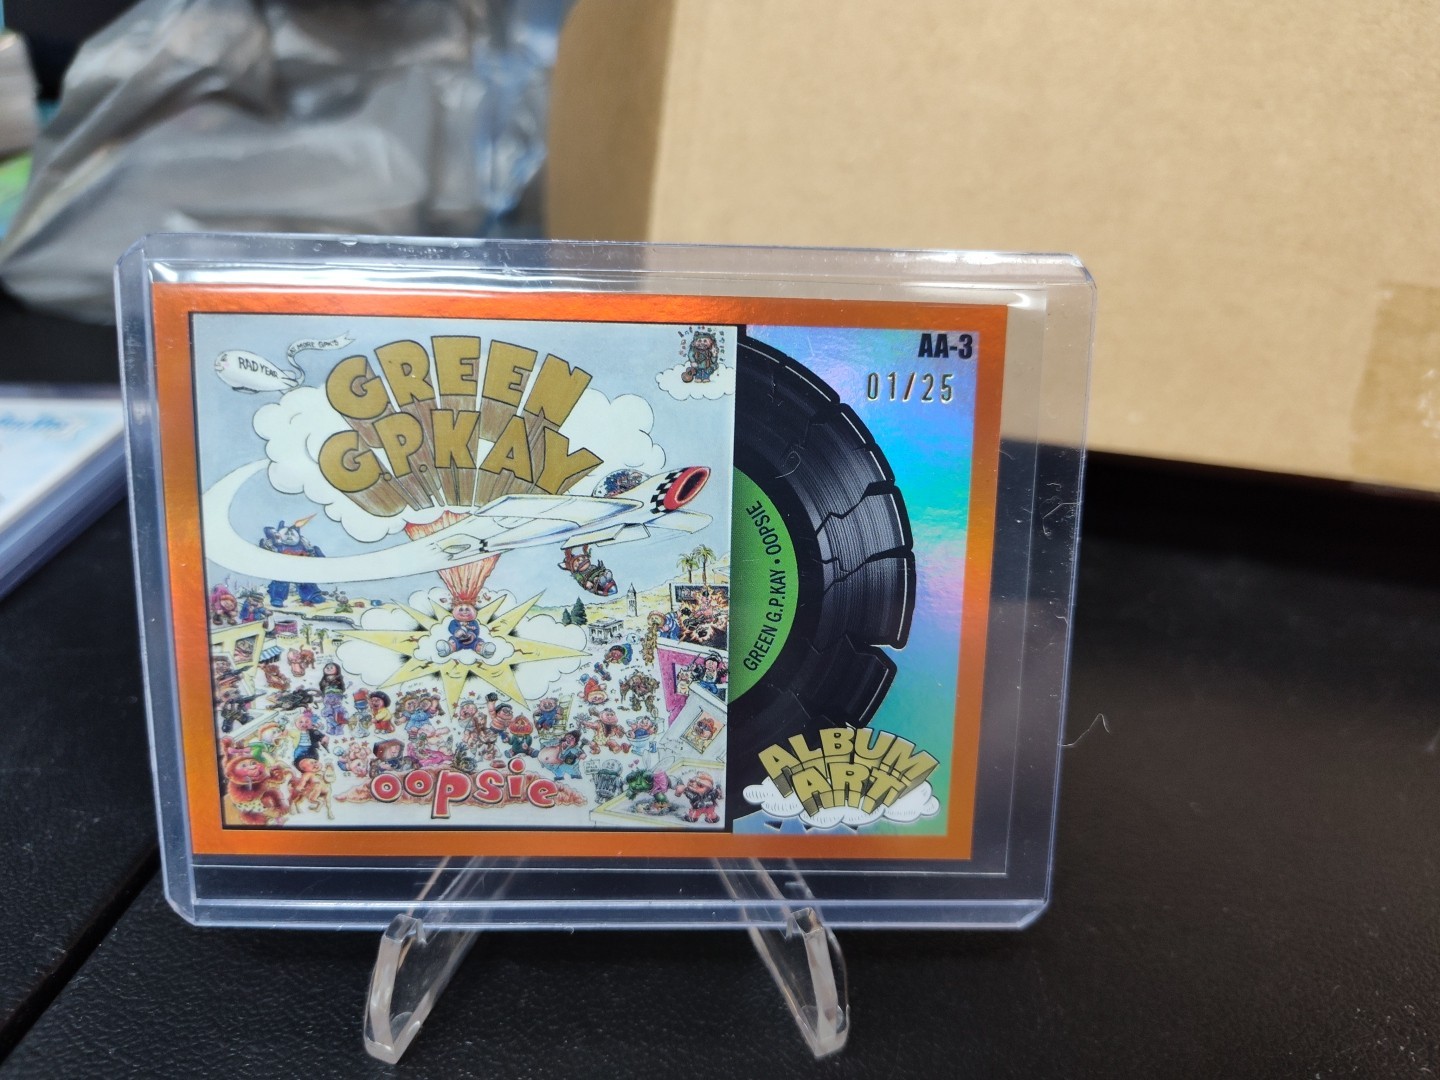 RAD YEAR
GREEN
G.P.KAY
oopsie
AA-3
01/25
GREEN G.P.KAY • OOPSIE
ALBUM
ART